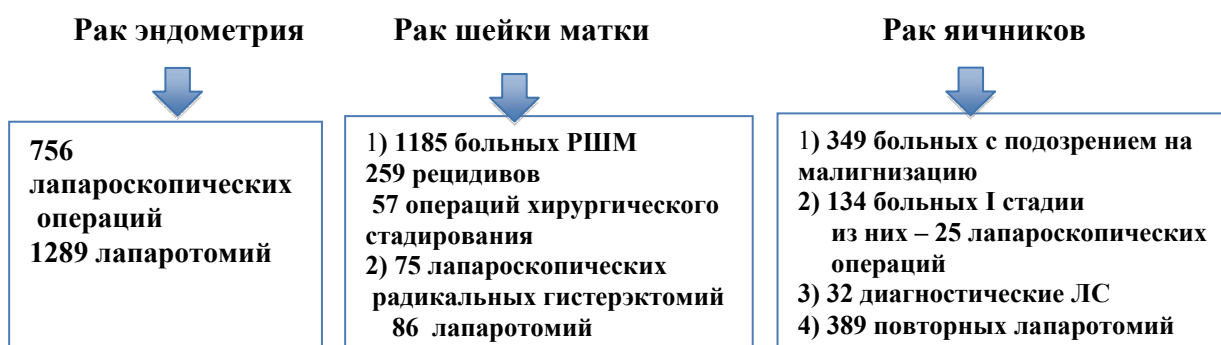 Рак эндометрия
756
лапароскопических
операций
1289 лапаротомий
Рак шейки матки
1) 1185 больных РШМ
259 рецидивов
57 операций хирургического
стадирования
2) 75 лапароскопических
радикальных гистерэктомий
86 лапаротомий
Рак яичников
1) 349 больных с подозрением на
малигнизацию
2) 134 больных I стадии
из них – 25 лапароскопических
операций
3) 32 диагностические ЛС
4) 389 повторных лапаротомий